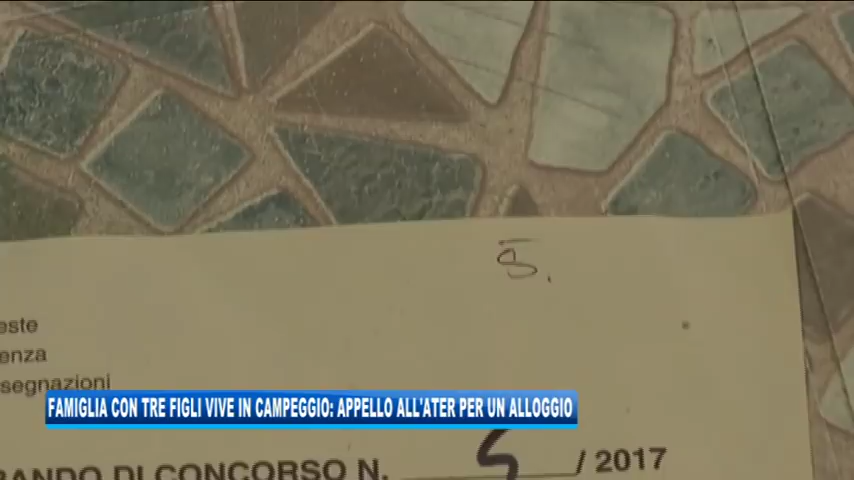 5.
este
enza
segnazioni
FAMIGLIA CON TRE FIGLI VIVE IN CAMPEGGIO: APPELLO ALL'ATER PER UN ALLOGGIO
BANDO DI CONCORSO N. 5 / 2017